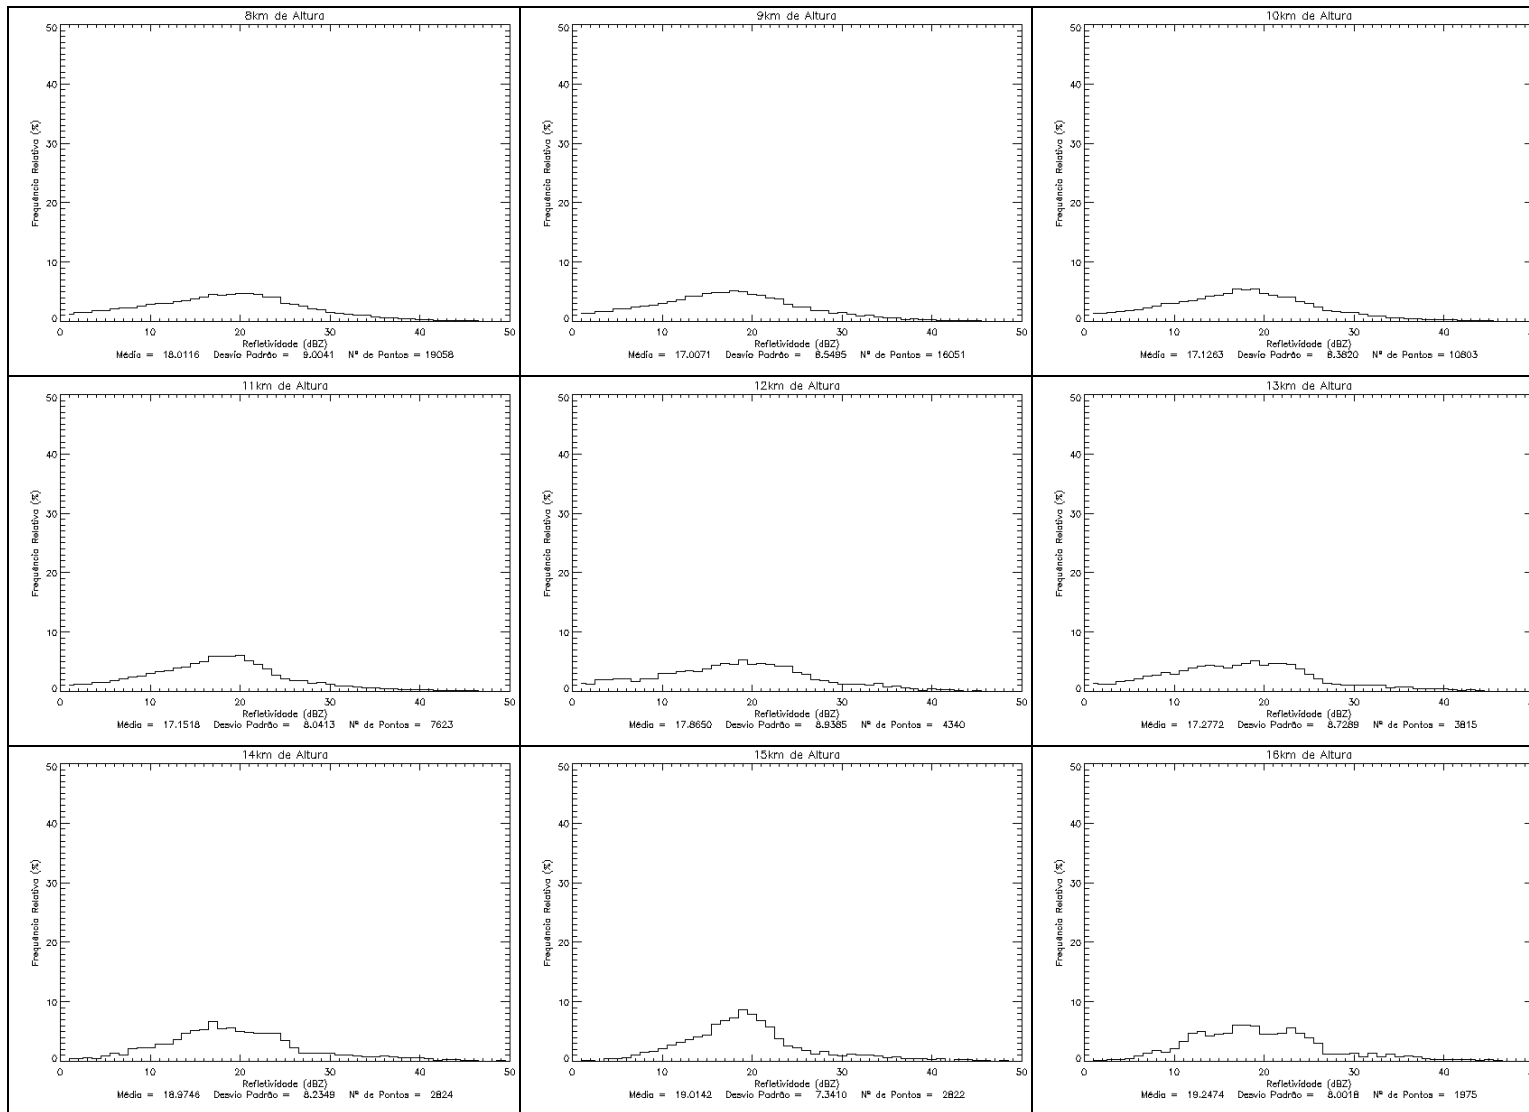 8km de Altura
50
40
30
20
10
0
Frequência Relativa (%)
0 10 20 30 40 50
Refletividade (dBZ)
Média = 18.0116 Desvio Padrão = 9.0041 Nº de Pontos = 19058
9km de Altura
50
40
30
20
10
0
Frequência Relativa (%)
0 10 20 30 40 50
Refletividade (dBZ)
Média = 17.0071 Desvio Padrão = 8.5495 Nº de Pontos = 16051
10km de Altura
50
40
30
20
10
0
Frequência Relativa (%)
0 10 20 30 40
Refletividade (dBZ)
Média = 17.1263 Desvio Padrão = 8.3820 Nº de Pontos = 10803
11km de Altura
50
40
30
20
10
0
Frequência Relativa (%)
0 10 20 30 40 50
Refletividade (dBZ)
Média = 17.1518 Desvio Padrão = 8.0413 Nº de Pontos = 7623
12km de Altura
50
40
30
20
10
0
Frequência Relativa (%)
0 10 20 30 40 50
Refletividade (dBZ)
Média = 17.8650 Desvio Padrão = 8.9385 Nº de Pontos = 4340
13km de Altura
50
40
30
20
10
0
Frequência Relativa (%)
0 10 20 30 40
Refletividade (dBZ)
Média = 17.2772 Desvio Padrão = 8.7289 Nº de Pontos = 3815
14km de Altura
50
40
30
20
10
0
Frequência Relativa (%)
0 10 20 30 40 50
Refletividade (dBZ)
Média = 18.9746 Desvio Padrão = 8.2349 Nº de Pontos = 2824
15km de Altura
50
40
30
20
10
0
Frequência Relativa (%)
0 10 20 30 40 50
Refletividade (dBZ)
Média = 19.0142 Desvio Padrão = 7.3410 Nº de Pontos = 2822
16km de Altura
50
40
30
20
10
0
Frequência Relativa (%)
0 10 20 30 40
Refletividade (dBZ)
Média = 19.2474 Desvio Padrão = 8.0018 Nº de Pontos = 1975